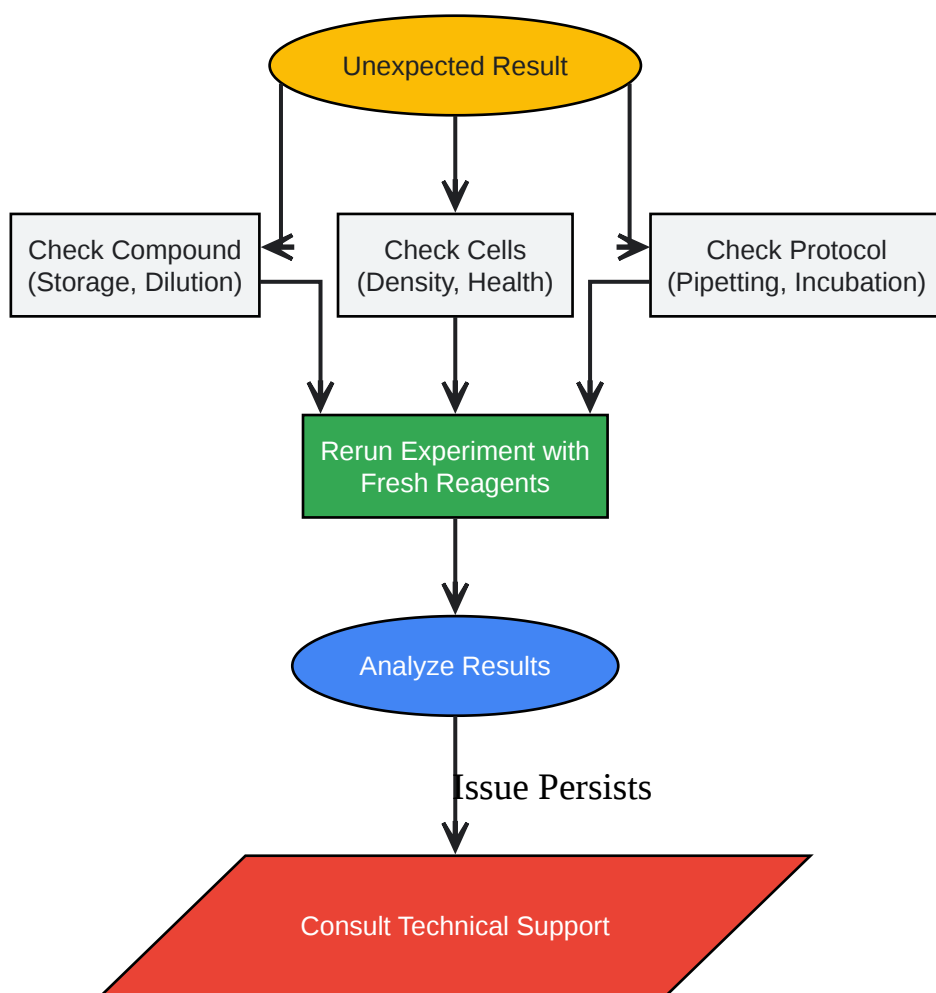 Unexpected Result
Check Compound
(Storage, Dilution)
Check Cells
(Density, Health)
Check Protocol
(Pipetting, Incubation)
Rerun Experiment with
Fresh Reagents
Analyze Results
Issue Persists
Consult Technical Support